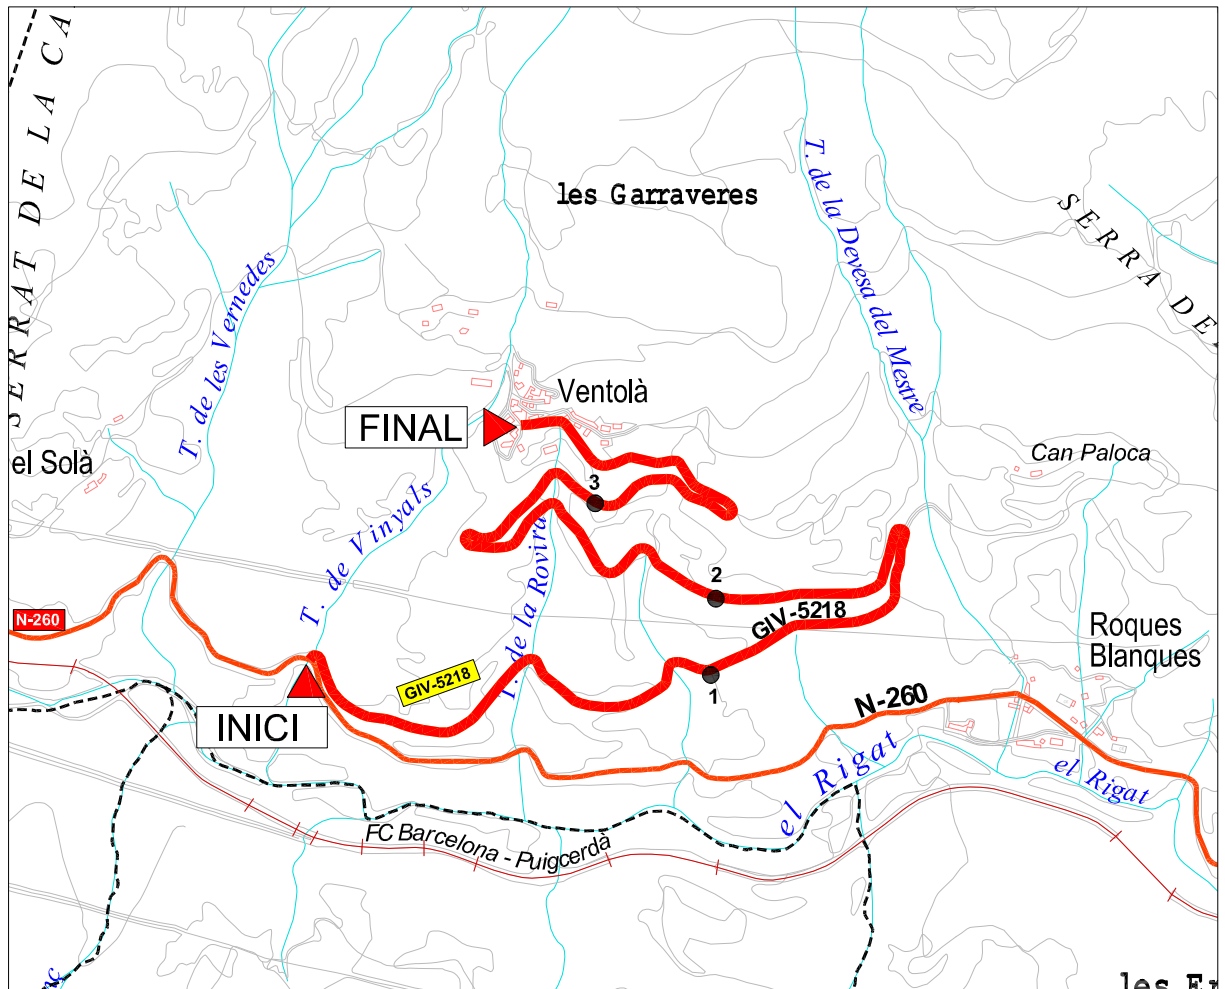 SERRAT DE LA CA
les Garraveres
T. de la Devesa del Mestre
SERRA DE
T. de les Vernedes
Ventolà
FINAL
el Solà
Can Paloca
3
T. de Vinyals
T. de la Rovira
2
N-260
GIV-5218
Roques
Blanques
GIV-5218
1
N-260
INICI
el Rigat
el Rigat
FC Barcelona - Puigcerdà
les Er